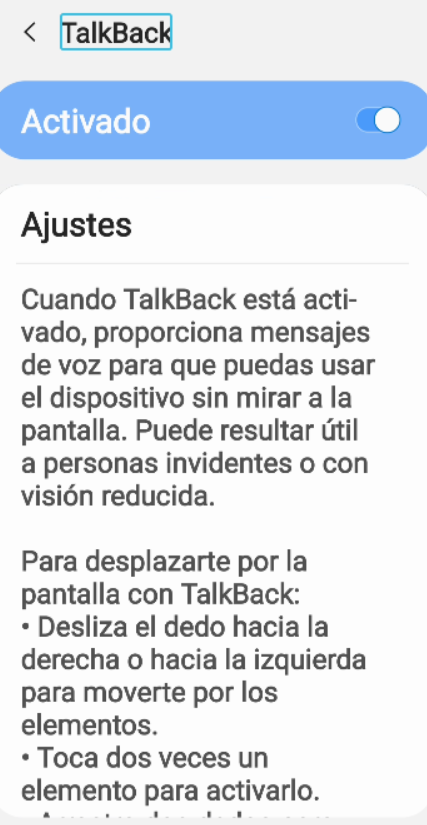 TalkBack
Activado
Ajustes
Cuando TalkBack está acti-
vado, proporciona mensajes
de voz para que puedas usar
el dispositivo sin mirar a la
pantalla. Puede resultar útil
a personas invidentes o con
visión reducida.
Para desplazarte por la
pantalla con TalkBack:
• Desliza el dedo hacia la
derecha o hacia la izquierda
para moverte por los
elementos.
• Toca dos veces un
elemento para activarlo.